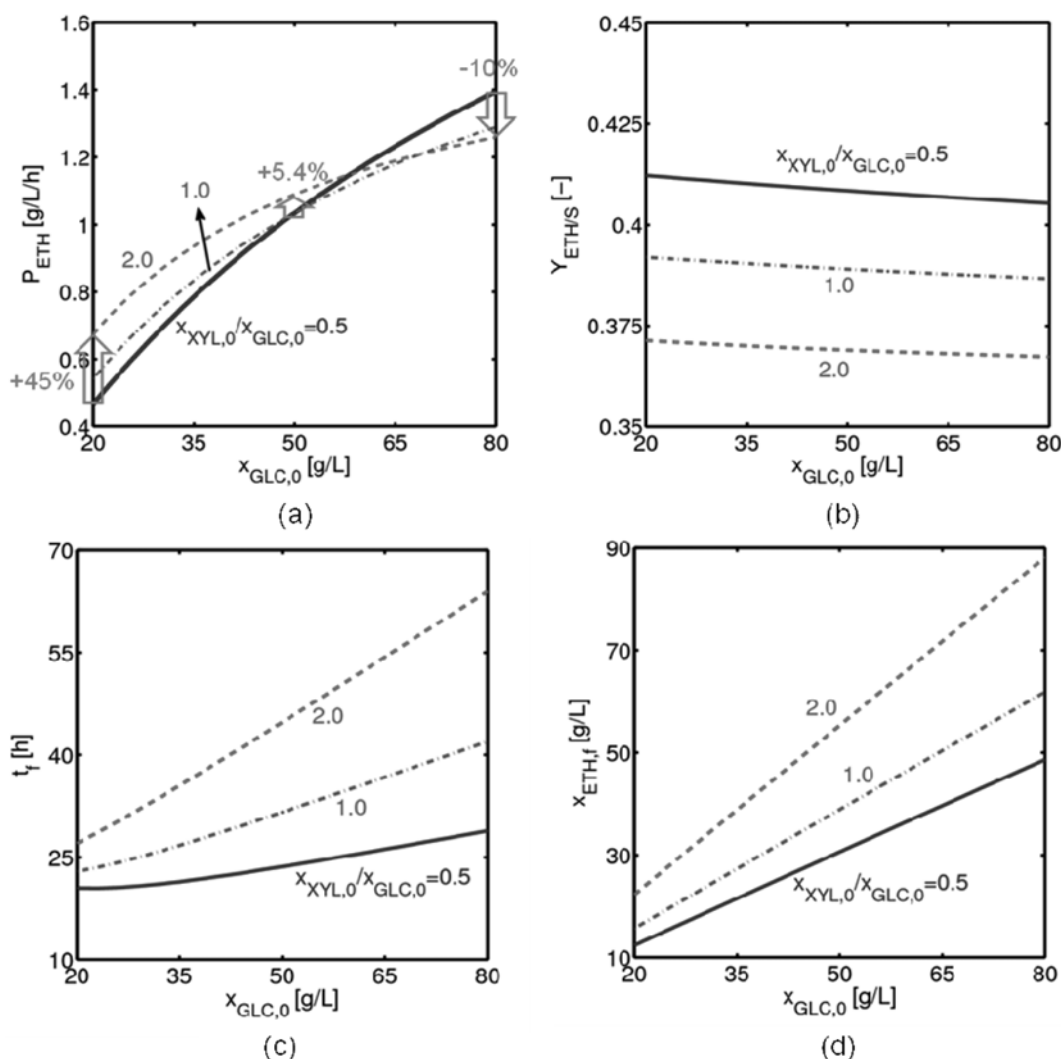 1.6
1.4
1.2
1
0.8
0.6
0.4
P_ETH [g/L/h]
-10%
+5.4%
1.0
2.0
x_XYL,0/x_GLC,0=0.5
+45%
20 35 50 65 80
x_GLC,0 [g/L]
(a)
0.45
0.425
0.4
0.375
0.35
Y_ETH/S [-]
x_XYL,0/x_GLC,0=0.5
1.0
2.0
20 35 50 65 80
x_GLC,0 [g/L]
(b)
70
55
40
25
10
t_f [h]
2.0
1.0
x_XYL,0/x_GLC,0=0.5
20 35 50 65 80
x_GLC,0 [g/L]
(c)
90
70
50
30
10
x_ETH,f [g/L]
2.0
1.0
x_XYL,0/x_GLC,0=0.5
20 35 50 65 80
x_GLC,0 [g/L]
(d)